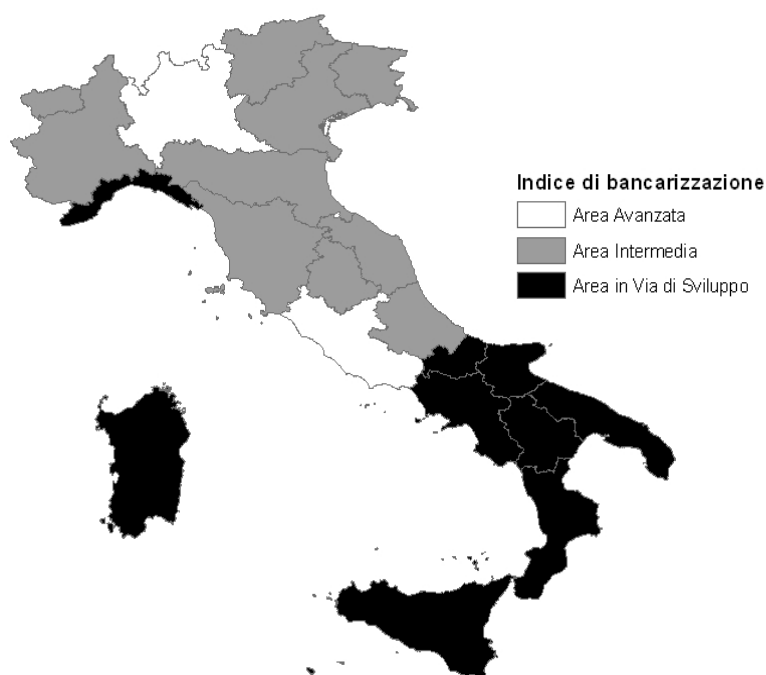 Indice di bancarizzazione
Area Avanzata
Area Intermedia
Area in Via di Sviluppo